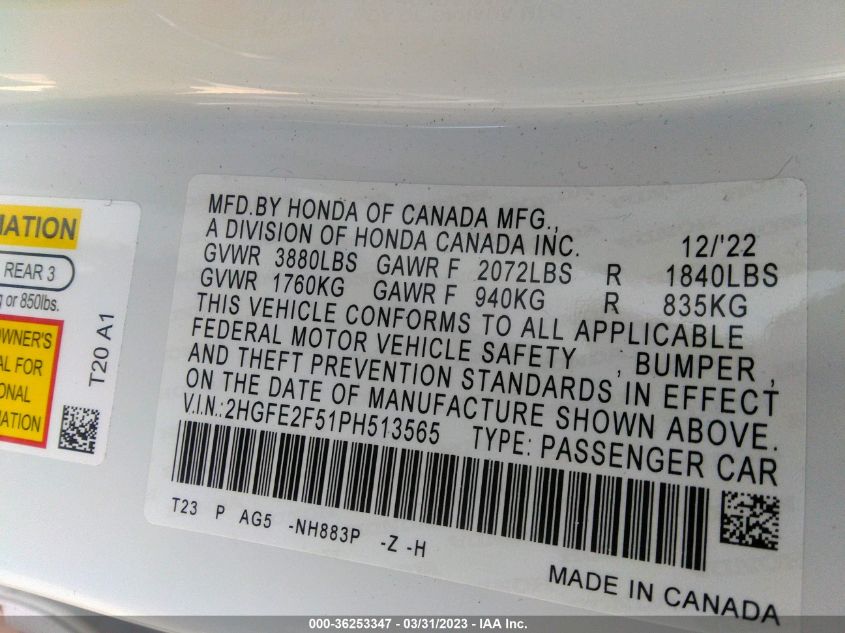 MATION
REAR 3
g or 850lbs.
OWNER'S
AL FOR
ONAL
MATION
T20 A1
MFD.BY HONDA OF CANADA MFG.,
A DIVISION OF HONDA CANADA INC. 12/'22
GVWR 3880LBS GAWR F 2072LBS R 1840LBS
GVWR 1760KG GAWR F 940KG R 835KG
THIS VEHICLE CONFORMS TO ALL APPLICABLE
FEDERAL MOTOR VEHICLE SAFETY , BUMPER ,
AND THEFT PREVENTION STANDARDS IN EFFECT
ON THE DATE OF MANUFACTURE SHOWN ABOVE.
V.I.N.:2HGFE2F51PH513565 TYPE: PASSENGER CAR
T23 P AG5 -NH883P -Z -H
MADE IN CANADA
000-36253347 - 03/31/2023 - IAA Inc.